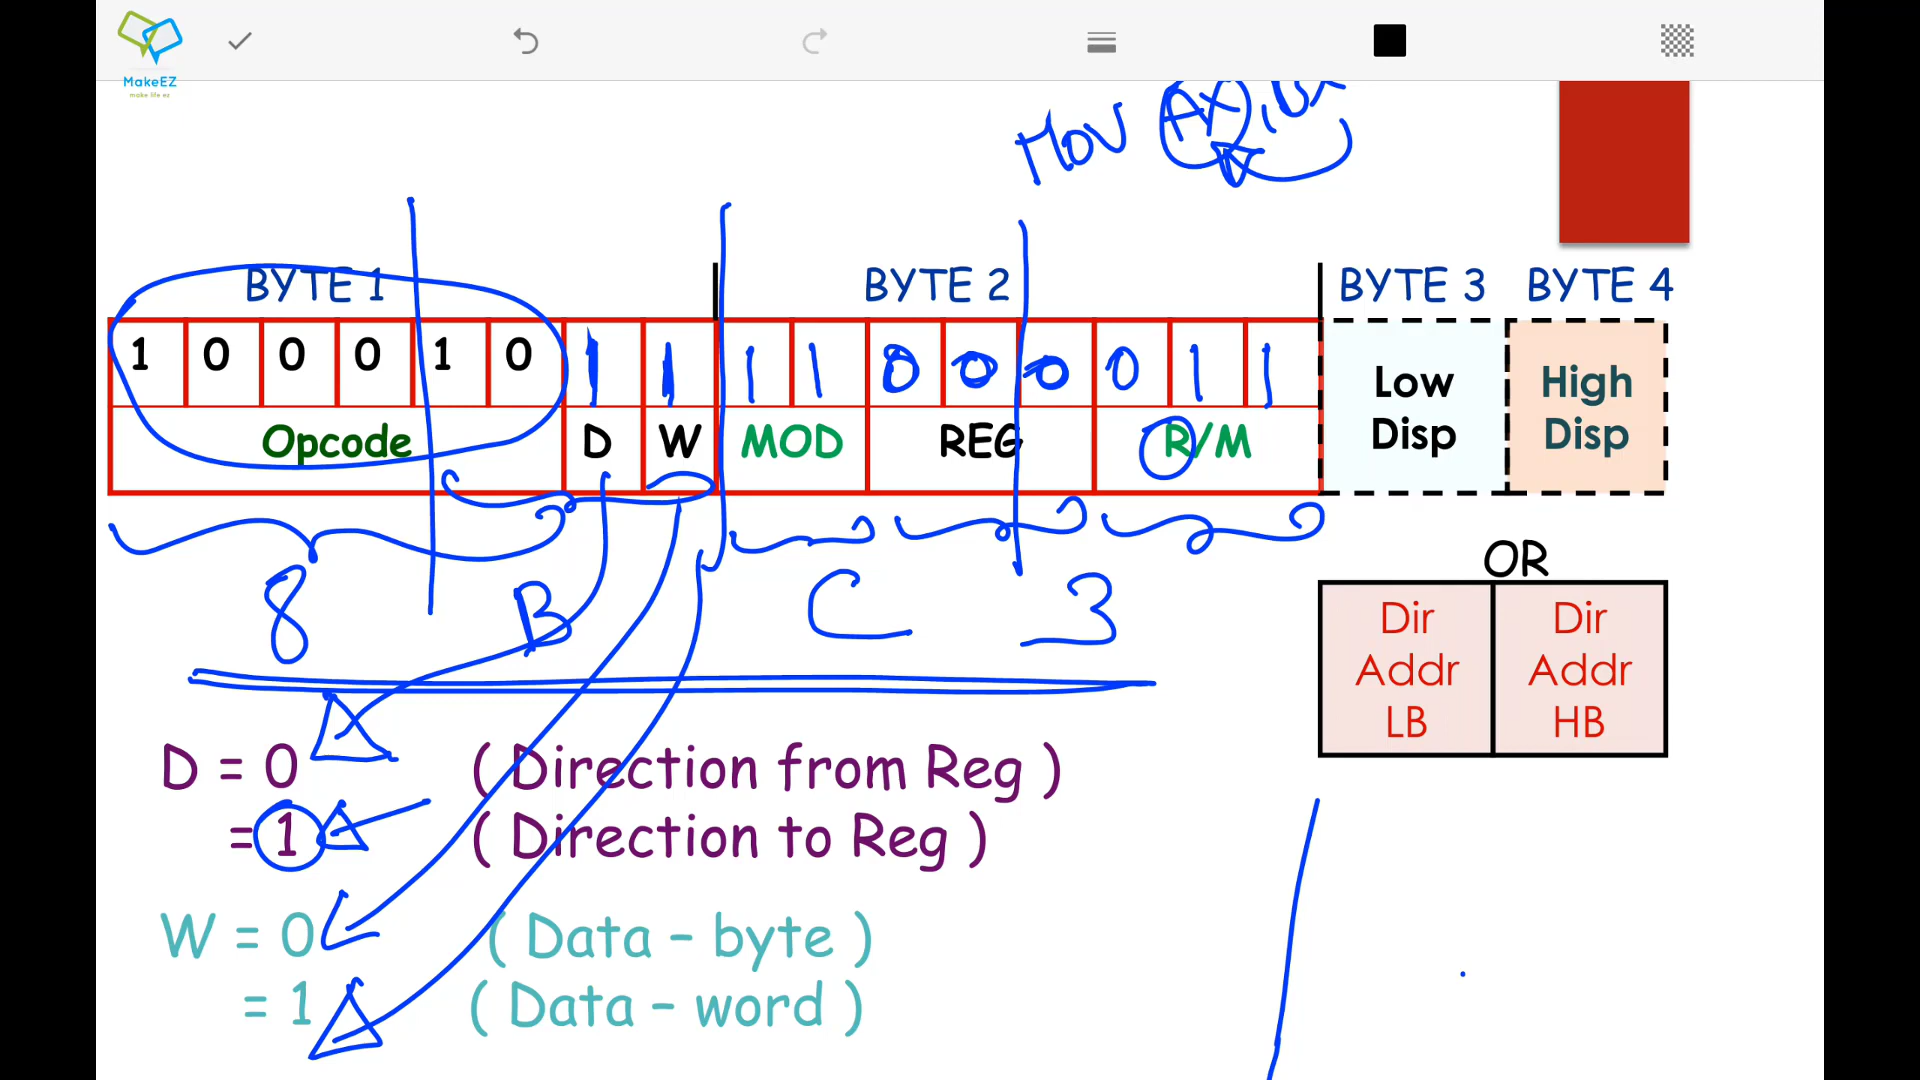 MakeEZ
make life ez
MOV AX, BX
BYTE 1 BYTE 2 BYTE 3 BYTE 4
1 0 0 0 1 0 1 1 1 1 0 0 0 0 1 1 Low Disp High Disp
Opcode D W MOD REG R/M
OR
8 B C 3
Dir Addr LB Dir Addr HB
D = 0 ( Direction from Reg )
= 1 ( Direction to Reg )
W = 0 ( Data – byte )
= 1 ( Data – word )